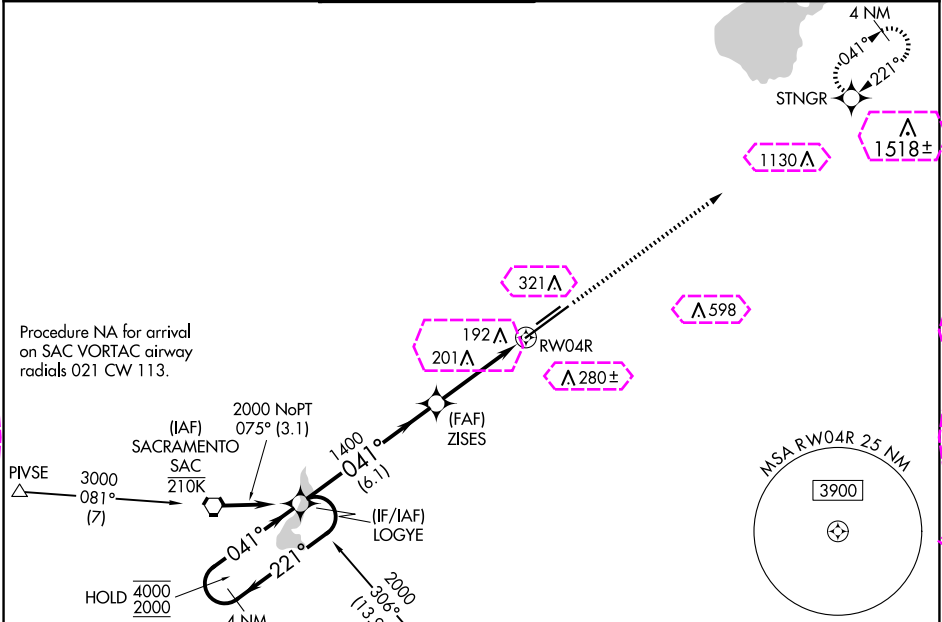 4 NM
041°
221°
STNGR
1518±
1130
321
598
192
201
RW04R
280±
Procedure NA for arrival
on SAC VORTAC airway
radials 021 CW 113.
(FAF)
ZISES
2000 NoPT
075° (3.1)
(IAF)
SACRAMENTO
SAC
210K
1400
041°
(6.1)
PIVSE
3000
081°
(7)
(IF/IAF)
LOGYE
041°
221°
HOLD
4000
2000
4 NM
2000
306°
MSA RW04R 25 NM
3900